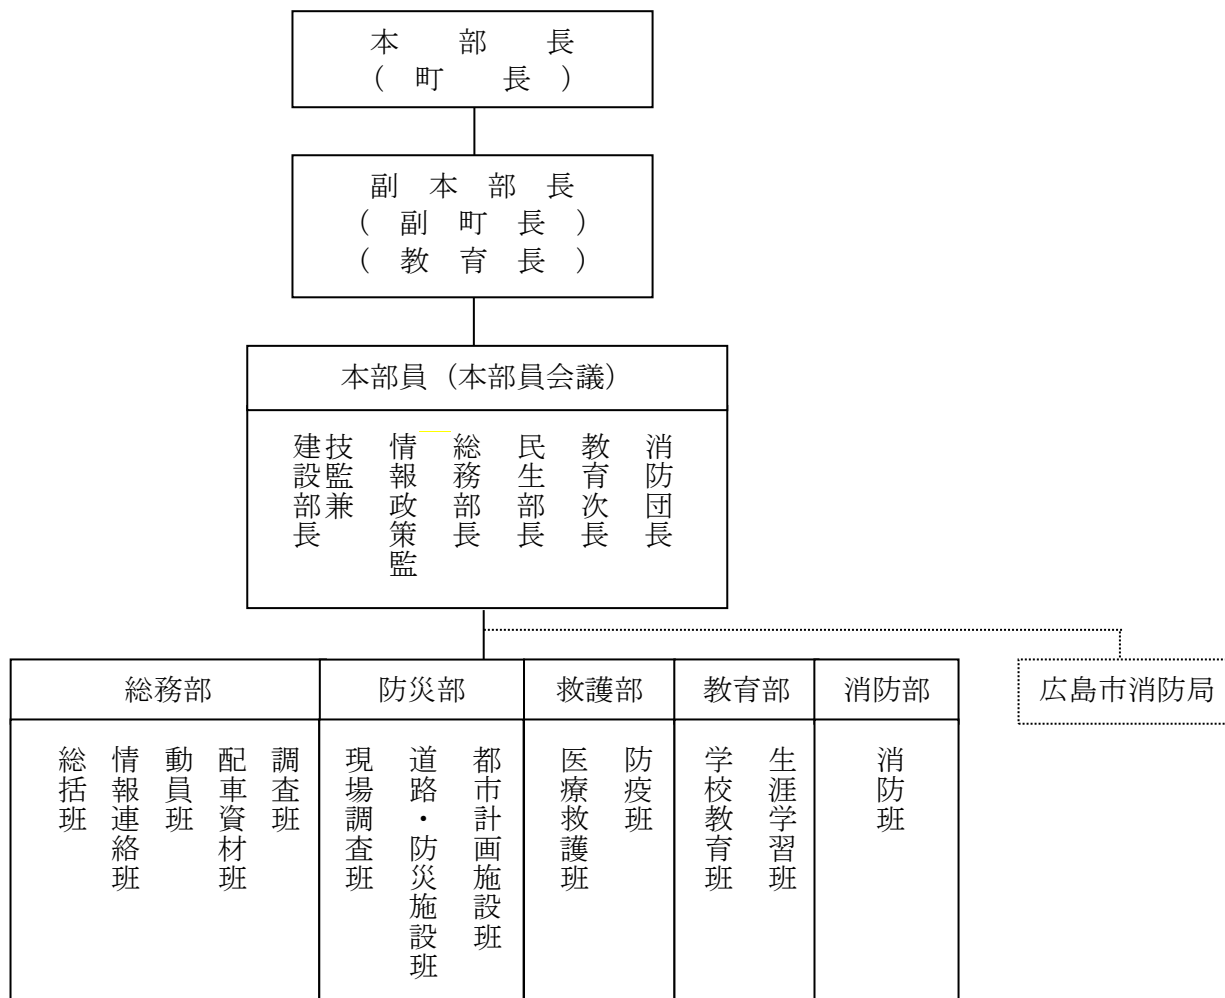 本部長
（町長）
副本部長
（副町長）
（教育長）
本部員（本部員会議）
技監兼
建設部長
情報政策監
総務部長
民生部長
教育次長
消防団長
総務部
総括班
情報連絡班
動員班
配車資材班
調査班
防災部
現場調査班
道路・防災施設班
都市計画施設班
救護部
医療救護班
防疫班
教育部
学校教育班
生涯学習班
消防部
消防班
広島市消防局